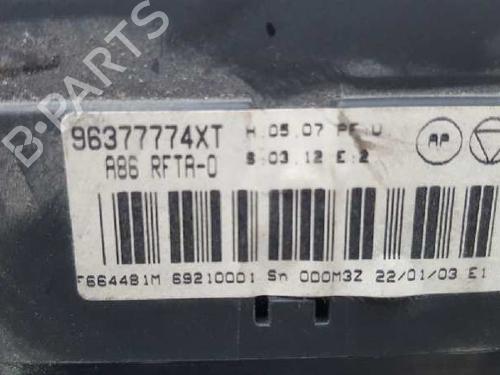 96377774XT H.05.07 PF:U
A86 RFTA-0 S:03.12 E:2
AP
F664481M 69210001 Sn 000M3Z 22/01/03 E1
B PARTS